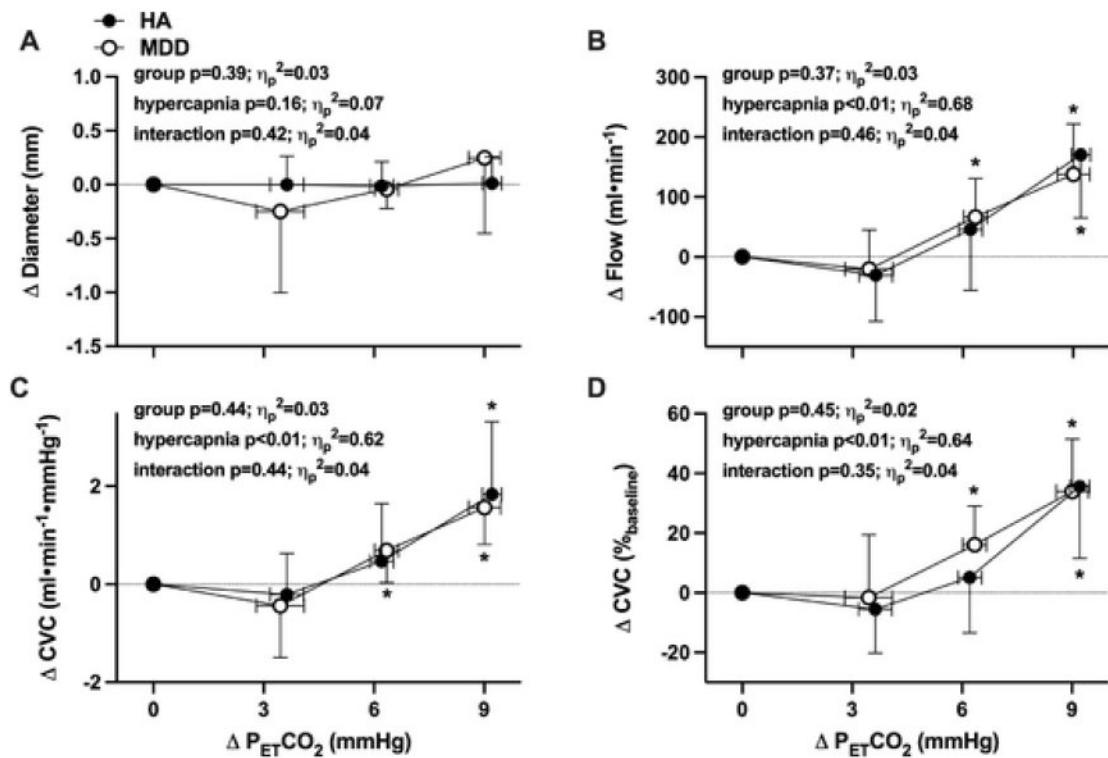 HA
MDD
A
group p=0.39; ηp²=0.03
hypercapnia p=0.16; ηp²=0.07
interaction p=0.42; ηp²=0.04
1.0
0.5
0.0
-0.5
-1.0
-1.5
Δ Diameter (mm)
B
group p=0.37; ηp²=0.03
hypercapnia p<0.01; ηp²=0.68
interaction p=0.46; ηp²=0.04
300
200
100
0
-100
Δ Flow (ml•min⁻¹)
* * *
C
group p=0.44; ηp²=0.03
hypercapnia p<0.01; ηp²=0.62
interaction p=0.44; ηp²=0.04
2
0
-2
Δ CVC (ml•min⁻¹•mmHg⁻¹)
* * *
0 3 6 9
Δ PETCO₂ (mmHg)
D
group p=0.45; ηp²=0.02
hypercapnia p<0.01; ηp²=0.64
interaction p=0.35; ηp²=0.04
60
40
20
0
-20
Δ CVC (%baseline)
* * *
0 3 6 9
Δ PETCO₂ (mmHg)